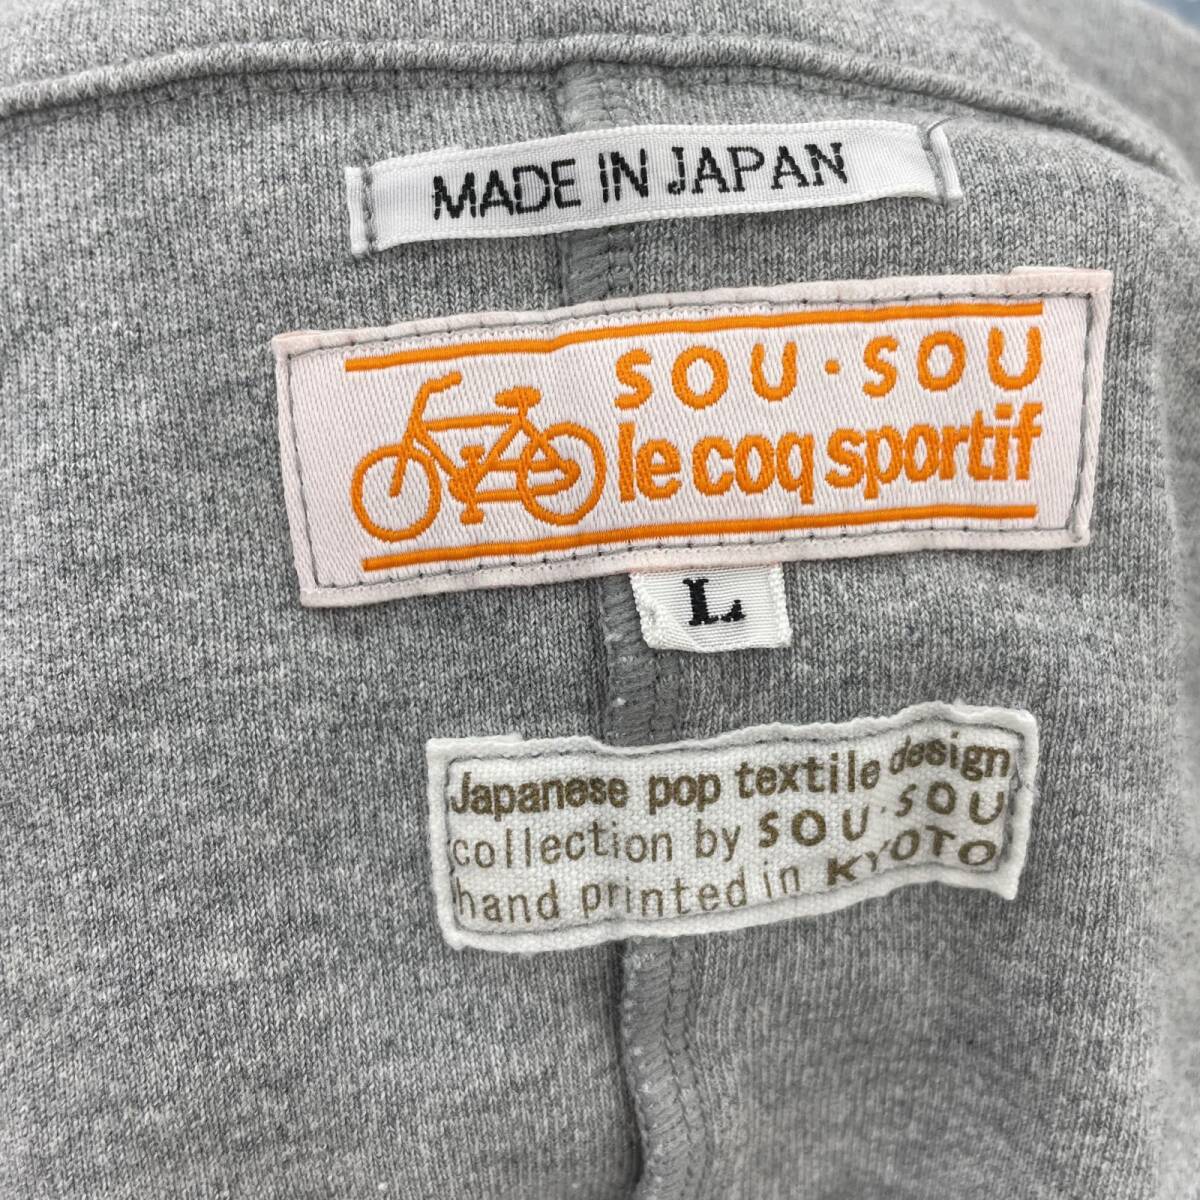 MADE IN JAPAN
SOU・SOU
le coq sportif
L
Japanese pop textile design
collection by SOU・SOU
hand printed in KYOTO